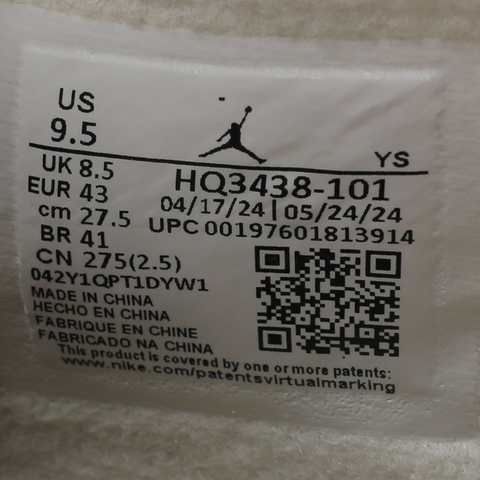 US
9.5
YS
UK 8.5
EUR 43
cm 27.5
BR 41
CN 275(2.5)
HQ3438-101
04/17/24 | 05/24/24
UPC 00197601813914
042Y1QPT1DYW1
MADE IN CHINA
HECHO EN CHINA
FABRIQUE EN CHINE
FABRICADO NA CHINA
This product is covered by one or more patents:
www.nike.com/patentsvirtualmarking